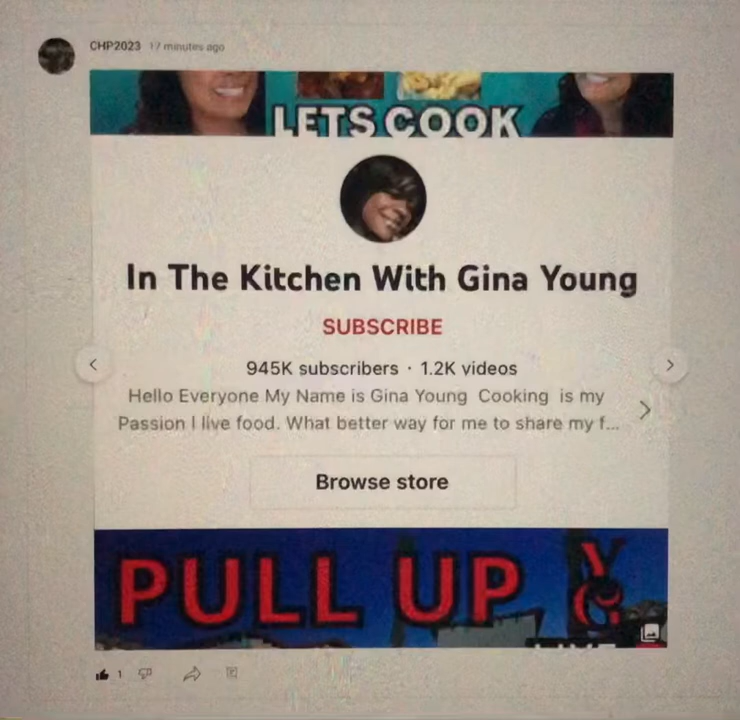 CHP2023 17 minutes ago
LETS COOK
In The Kitchen With Gina Young
SUBSCRIBE
945K subscribers · 1.2K videos
Hello Everyone My Name is Gina Young Cooking is my
Passion I live food. What better way for me to share my f...
Browse store
PULL UP
1